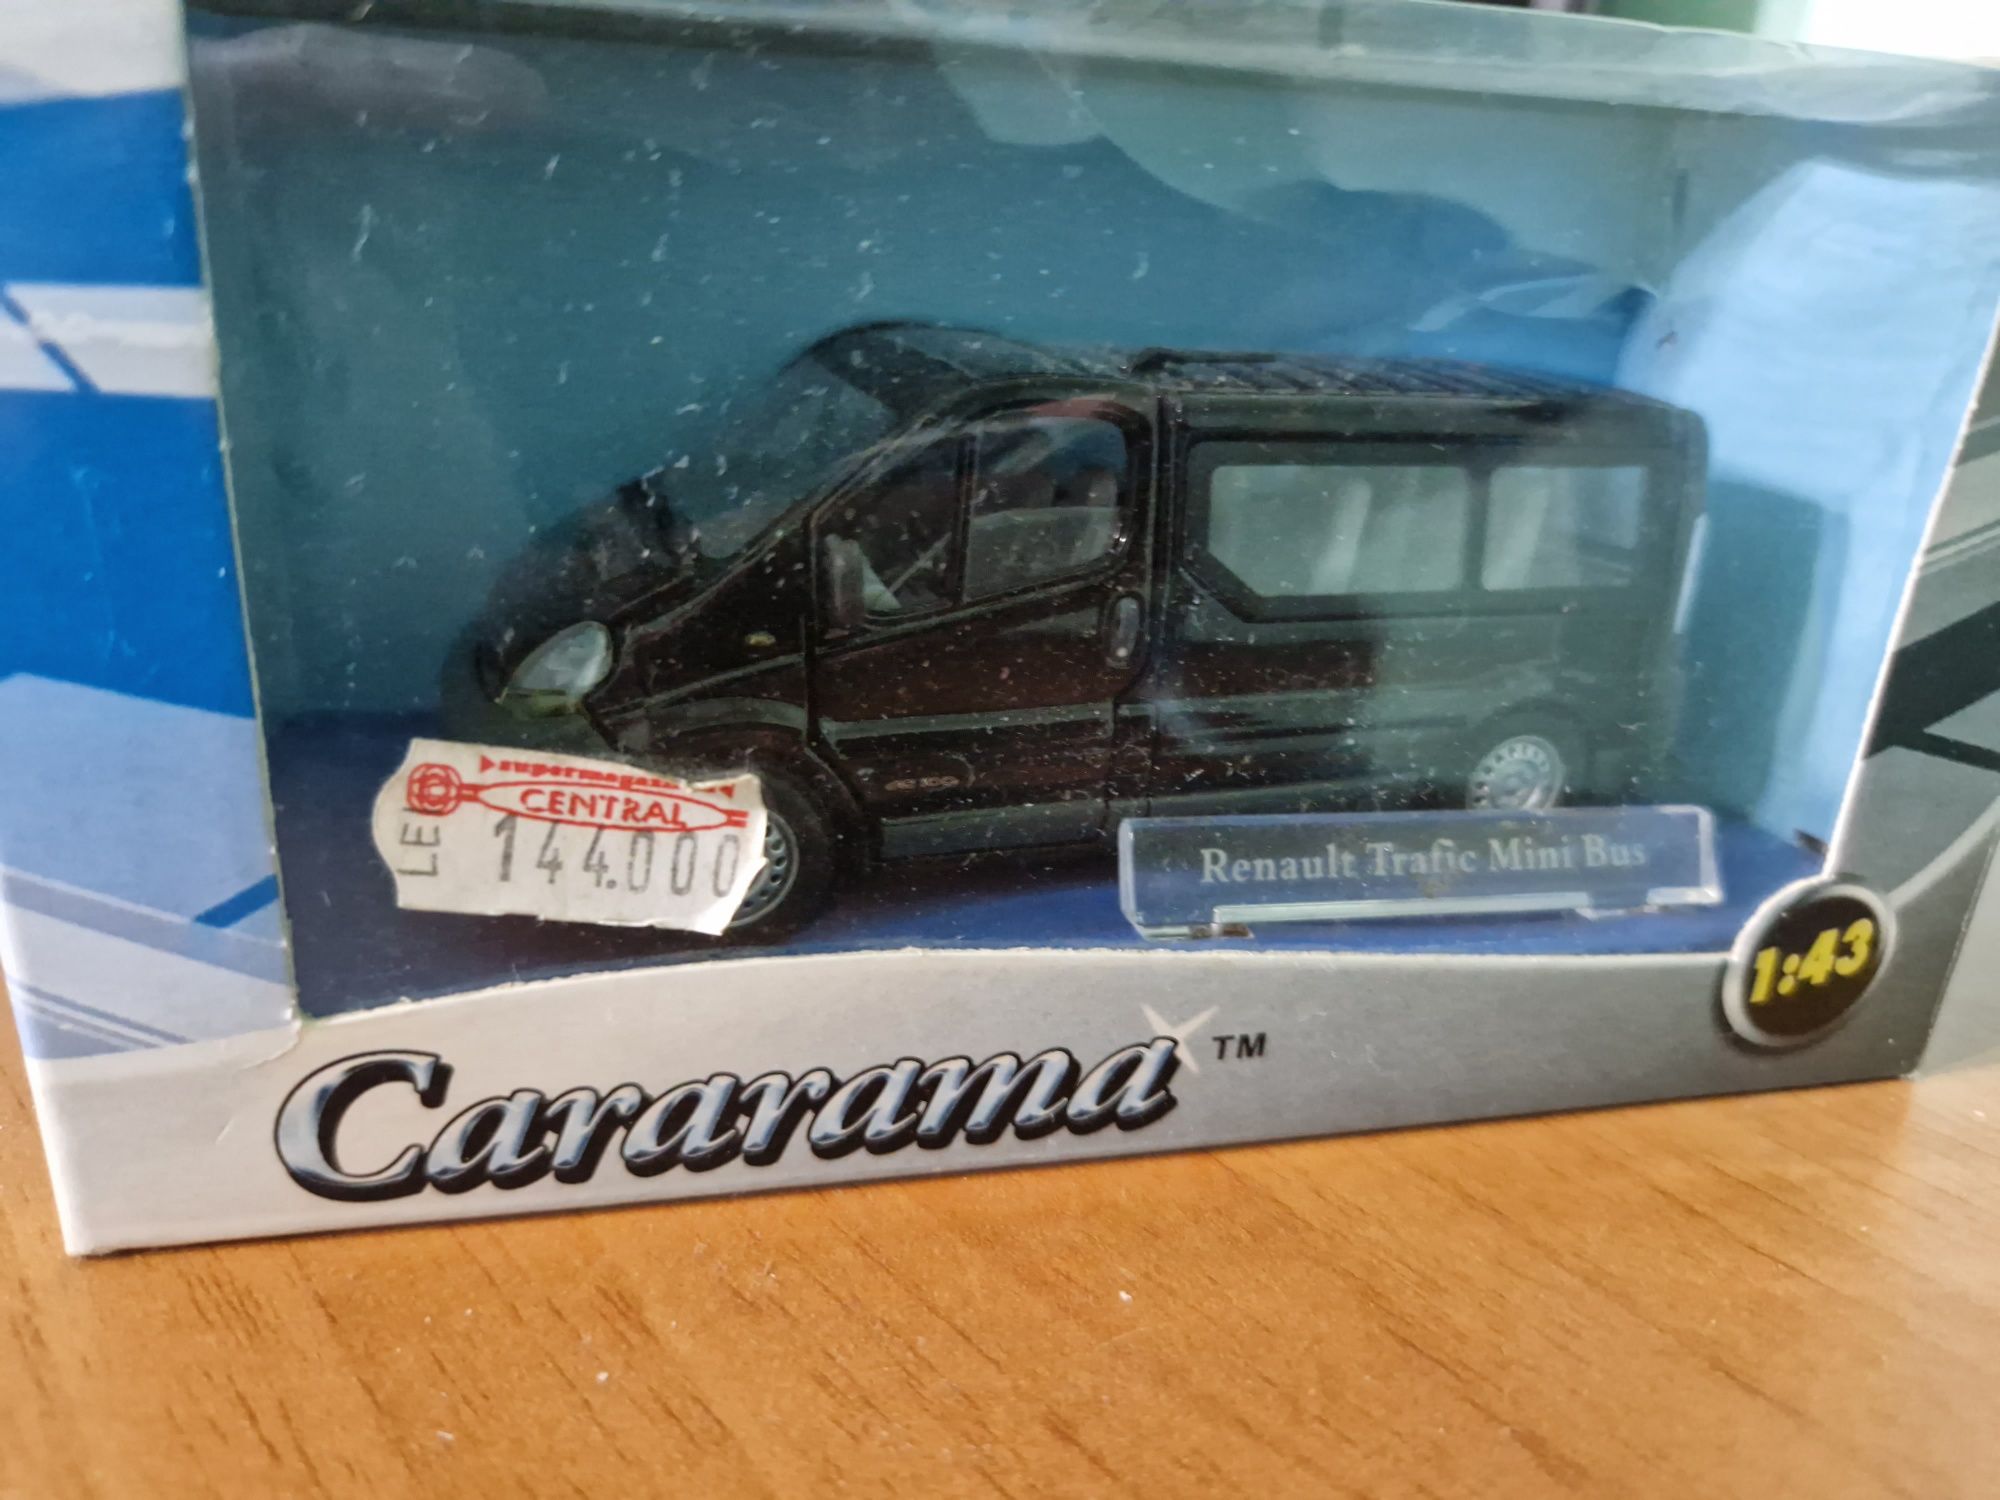 supermagazin
CENTRAL
LEI
144.000
Renault Trafic Mini Bus
1:43
Cararama TM